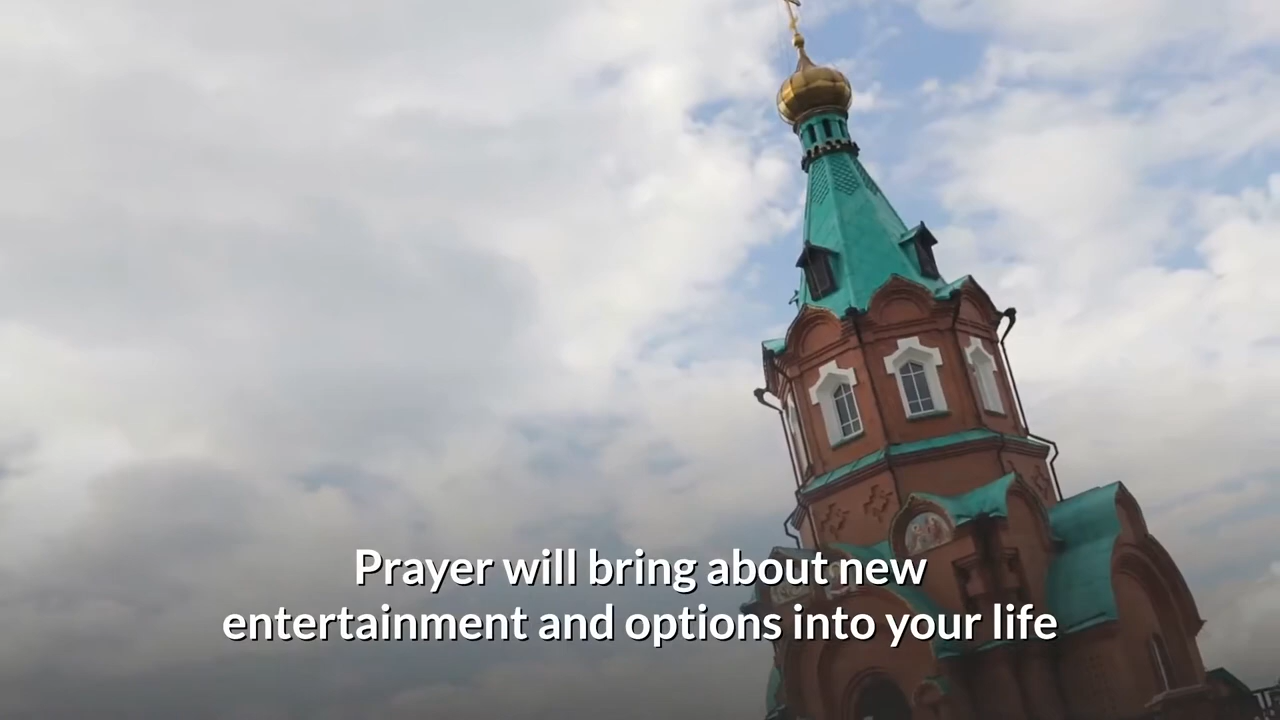 Prayer will bring about new
entertainment and options into your life